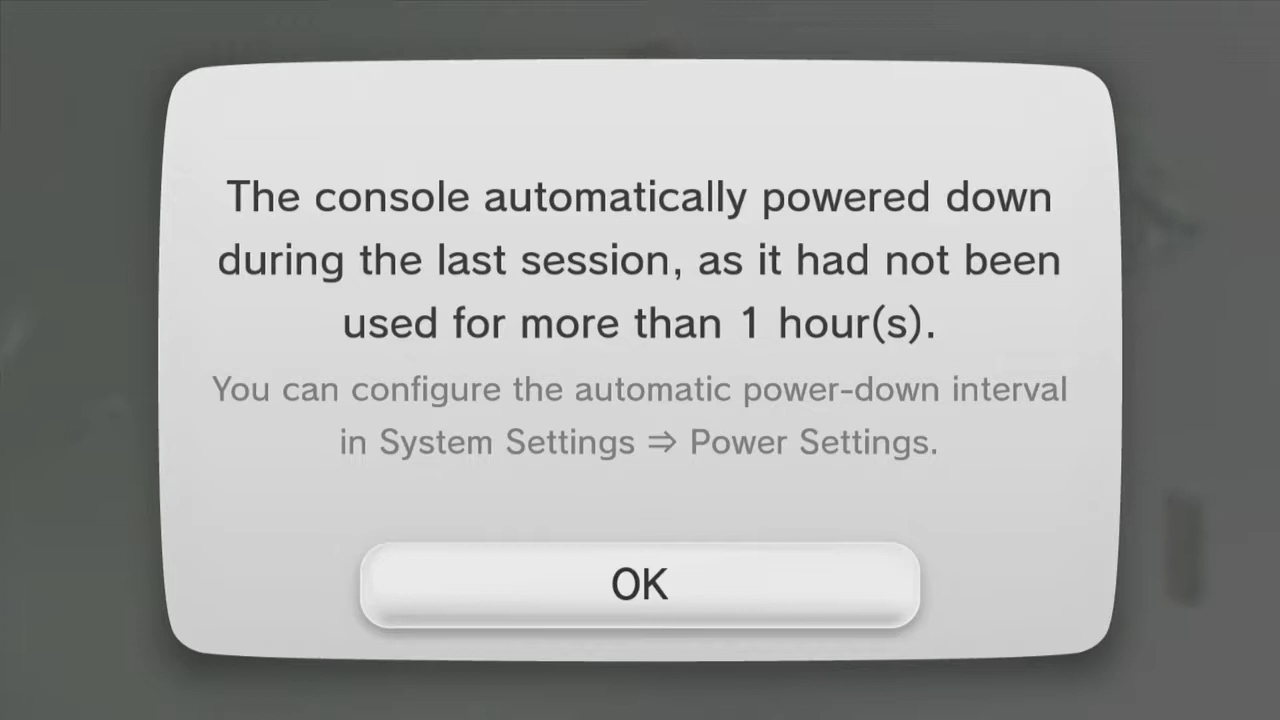 The console automatically powered down
during the last session, as it had not been
used for more than 1 hour(s).
You can configure the automatic power-down interval
in System Settings ⇒ Power Settings.
OK